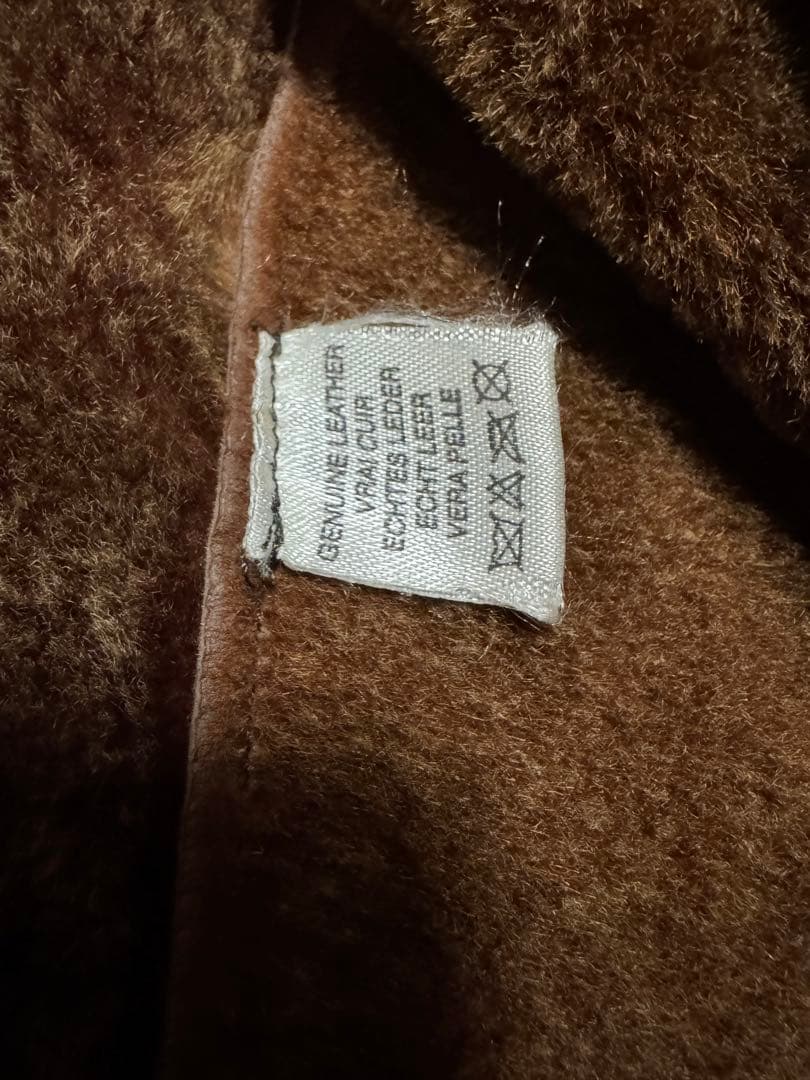 GENUINE LEATHER
VRAI CUIR
ECHTES LEDER
ECHT LEER
VERA PELLE